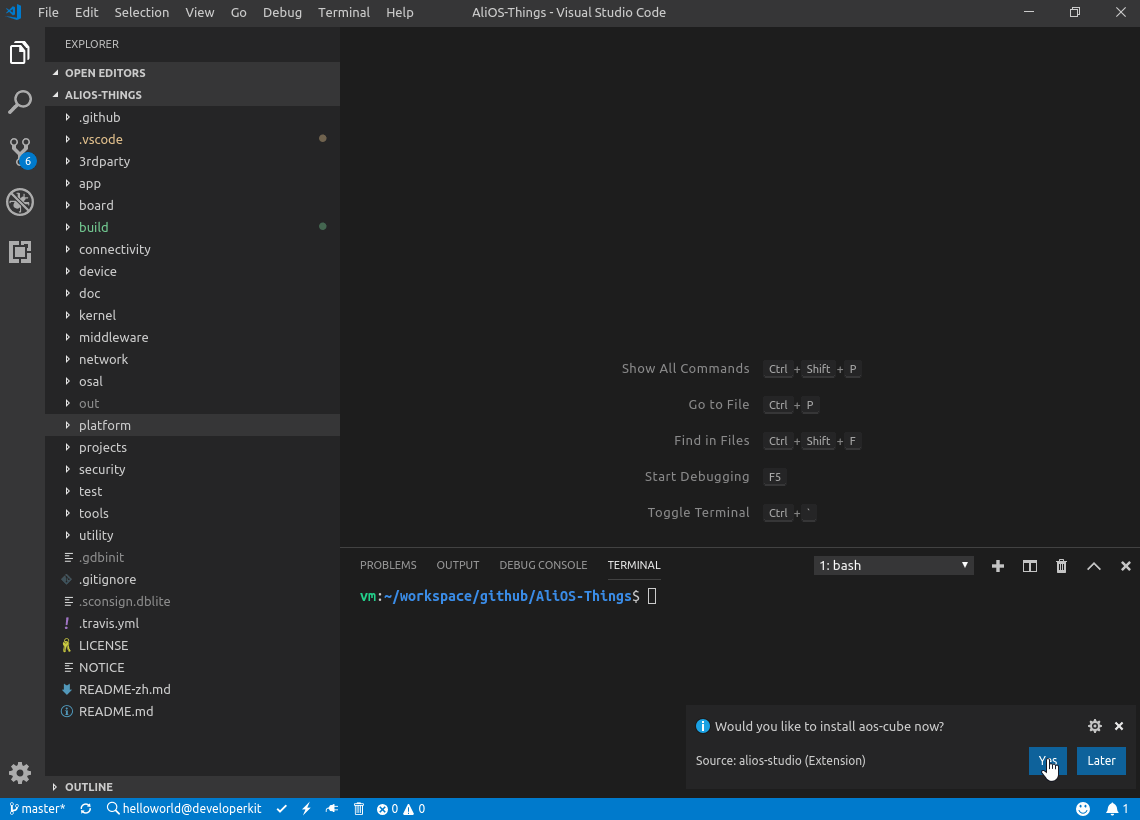 File Edit Selection View Go Debug Terminal Help AliOS-Things - Visual Studio Code
EXPLORER
OPEN EDITORS
ALIOS-THINGS
.github
.vscode
3rdparty
app
board
build
connectivity
device
doc
kernel
middleware
network
osal
out
platform
projects
security
test
tools
utility
.gdbinit
.gitignore
.sconsign.dblite
.travis.yml
LICENSE
NOTICE
README-zh.md
README.md
OUTLINE
6
Show All Commands Ctrl + Shift + P
Go to File Ctrl + P
Find in Files Ctrl + Shift + F
Start Debugging F5
Toggle Terminal Ctrl + `
PROBLEMS OUTPUT DEBUG CONSOLE TERMINAL 1: bash
vm:~/workspace/github/AliOS-Things$
Would you like to install aos-cube now?
Source: alios-studio (Extension) Yes Later
master* helloworld@developerkit 0 0 1